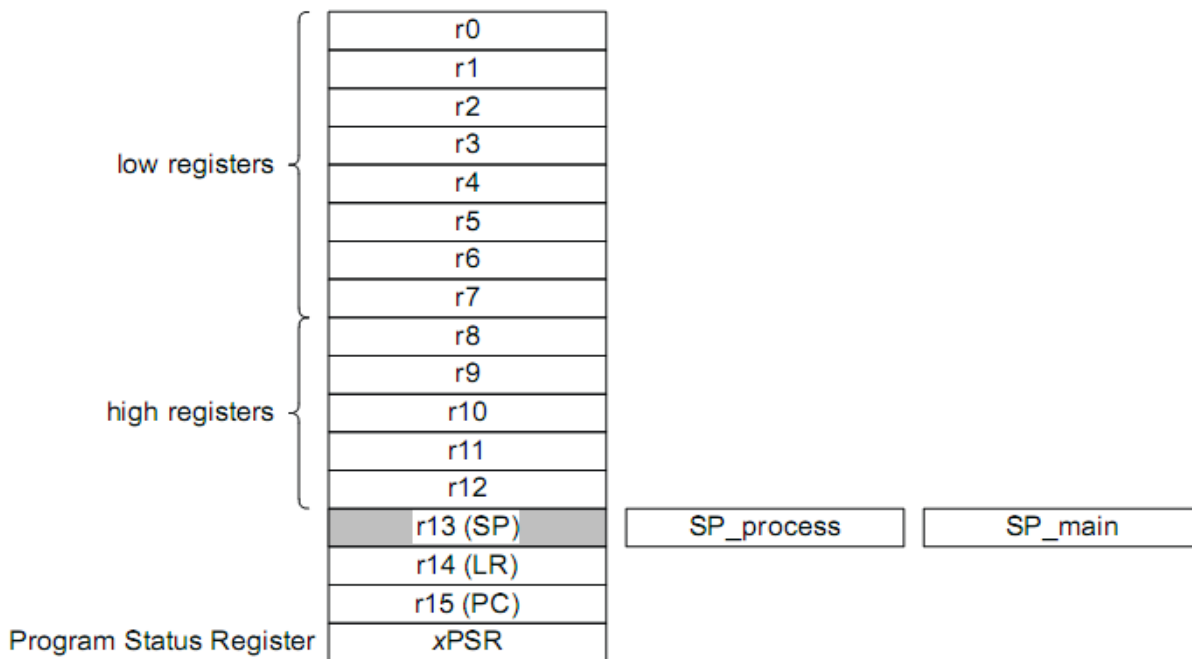 r0
r1
r2
r3
low registers
r4
r5
r6
r7
r8
r9
high registers
r10
r11
r12
r13 (SP) SP_process SP_main
r14 (LR)
r15 (PC)
Program Status Register xPSR